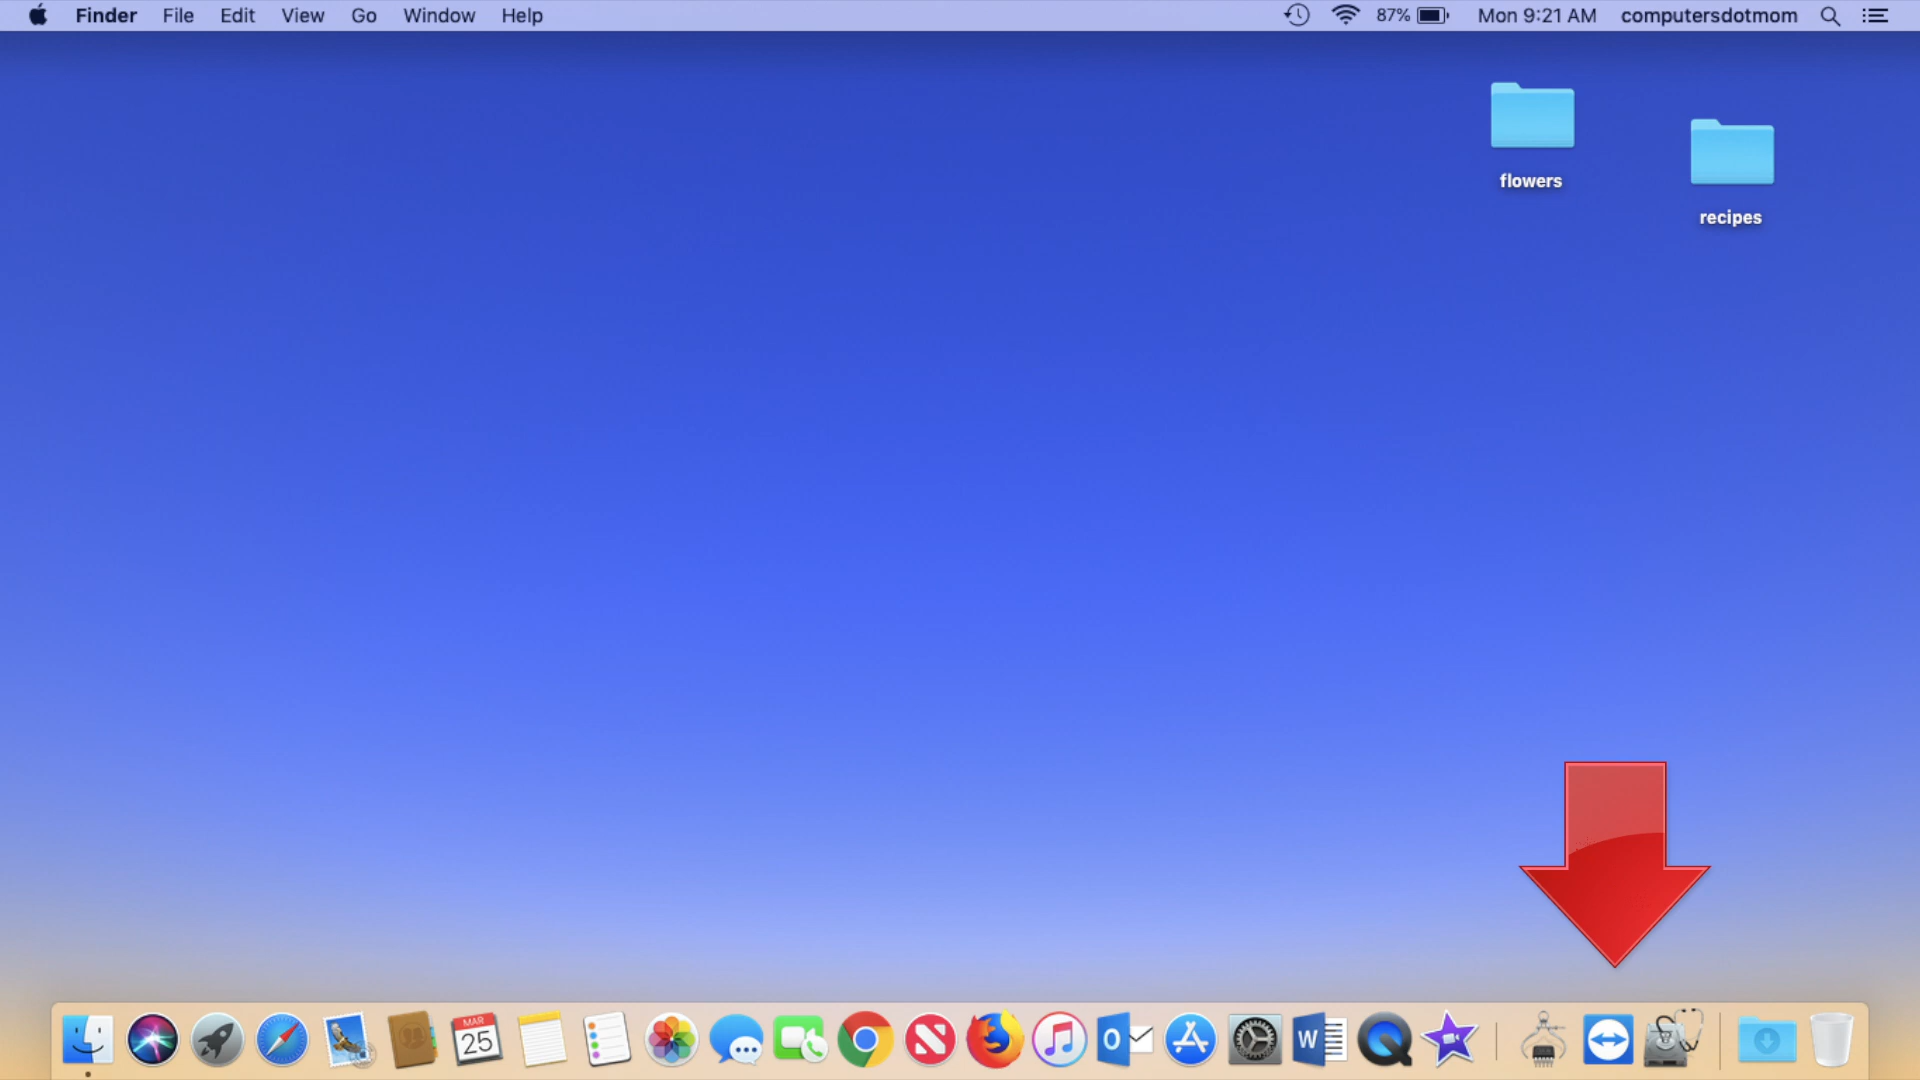 Finder File Edit View Go Window Help 87% Mon 9:21 AM computersdotmom
flowers
recipes
MAR
25
O
W